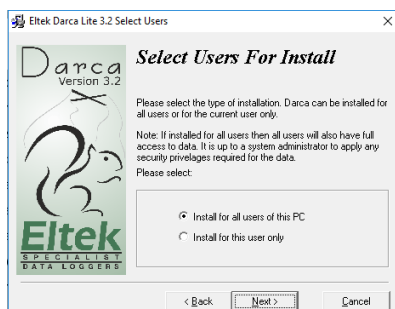 Eltek Darca Lite 3.2 Select Users
Darca
Version 3.2
Eltek
SPECIALIST
DATA LOGGERS
Select Users For Install
Please select the type of installation. Darca can be installed for
all users or for the current user only.
Note: If installed for all users then all users will also have full
access to data. It is up to a system administrator to apply any
security privelages required for the data.
Please select:
Install for all users of this PC
Install for this user only
< Back
Next >
Cancel